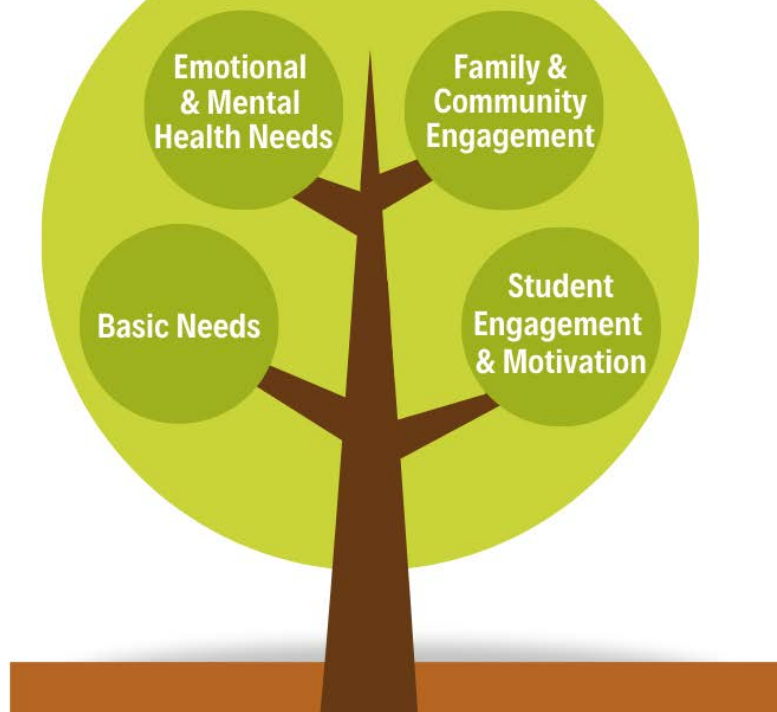 Emotional
& Mental
Health Needs
Family &
Community
Engagement
Basic Needs
Student
Engagement
& Motivation